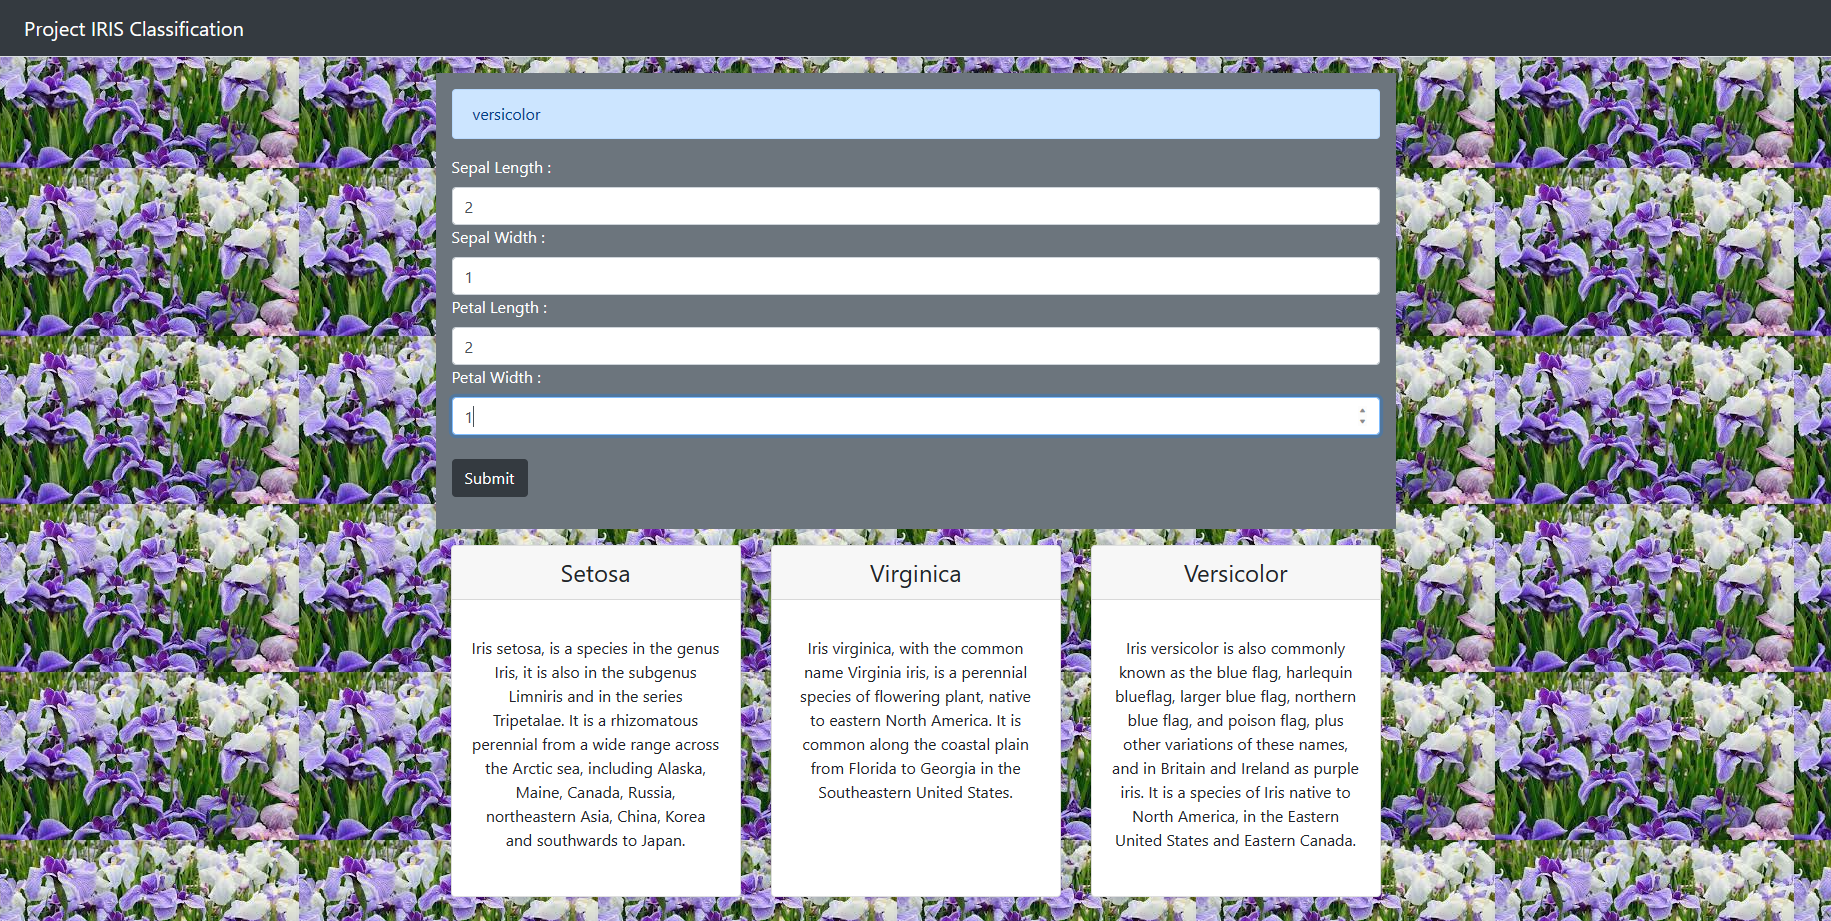 Project IRIS Classification
versicolor
Sepal Length :
2
Sepal Width :
1
Petal Length :
2
Petal Width :
1
Submit
Setosa
Iris setosa, is a species in the genus
Iris, it is also in the subgenus
Limniris and in the series
Tripetalae. It is a rhizomatous
perennial from a wide range across
the Arctic sea, including Alaska,
Maine, Canada, Russia,
northeastern Asia, China, Korea
and southwards to Japan.
Virginica
Iris virginica, with the common
name Virginia iris, is a perennial
species of flowering plant, native
to eastern North America. It is
common along the coastal plain
from Florida to Georgia in the
Southeastern United States.
Versicolor
Iris versicolor is also commonly
known as the blue flag, harlequin
blueflag, larger blue flag, northern
blue flag, and poison flag, plus
other variations of these names,
and in Britain and Ireland as purple
iris. It is a species of Iris native to
North America, in the Eastern
United States and Eastern Canada.